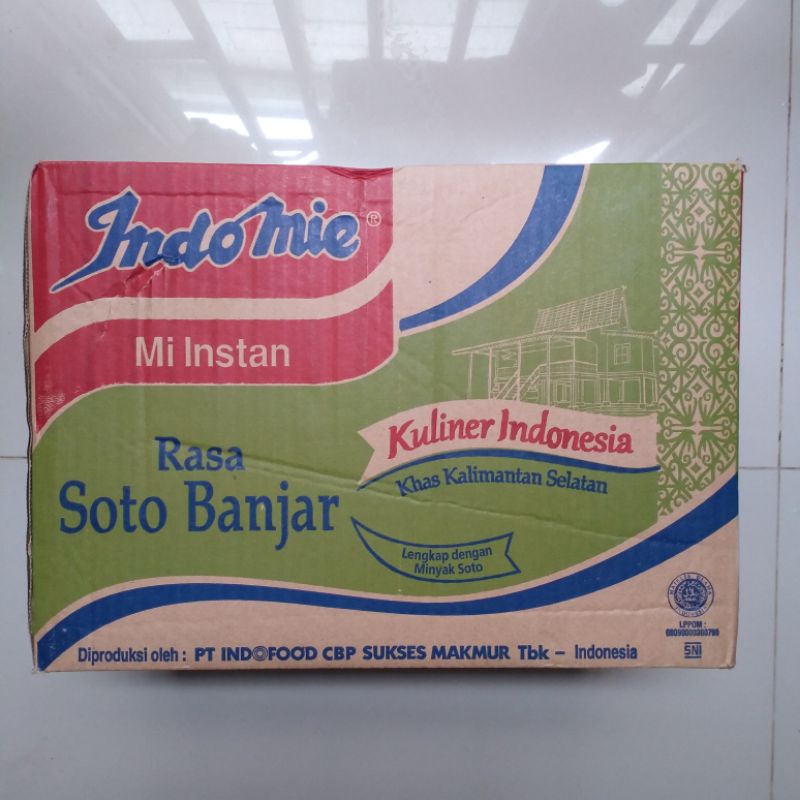 Indomie®
Mi Instan
Rasa
Soto Banjar
Kuliner Indonesia
Khas Kalimantan Selatan
Lengkap dengan
Minyak Soto
LPPOM :
SNI
Diproduksi oleh : PT INDOFOOD CBP SUKSES MAKMUR Tbk – Indonesia